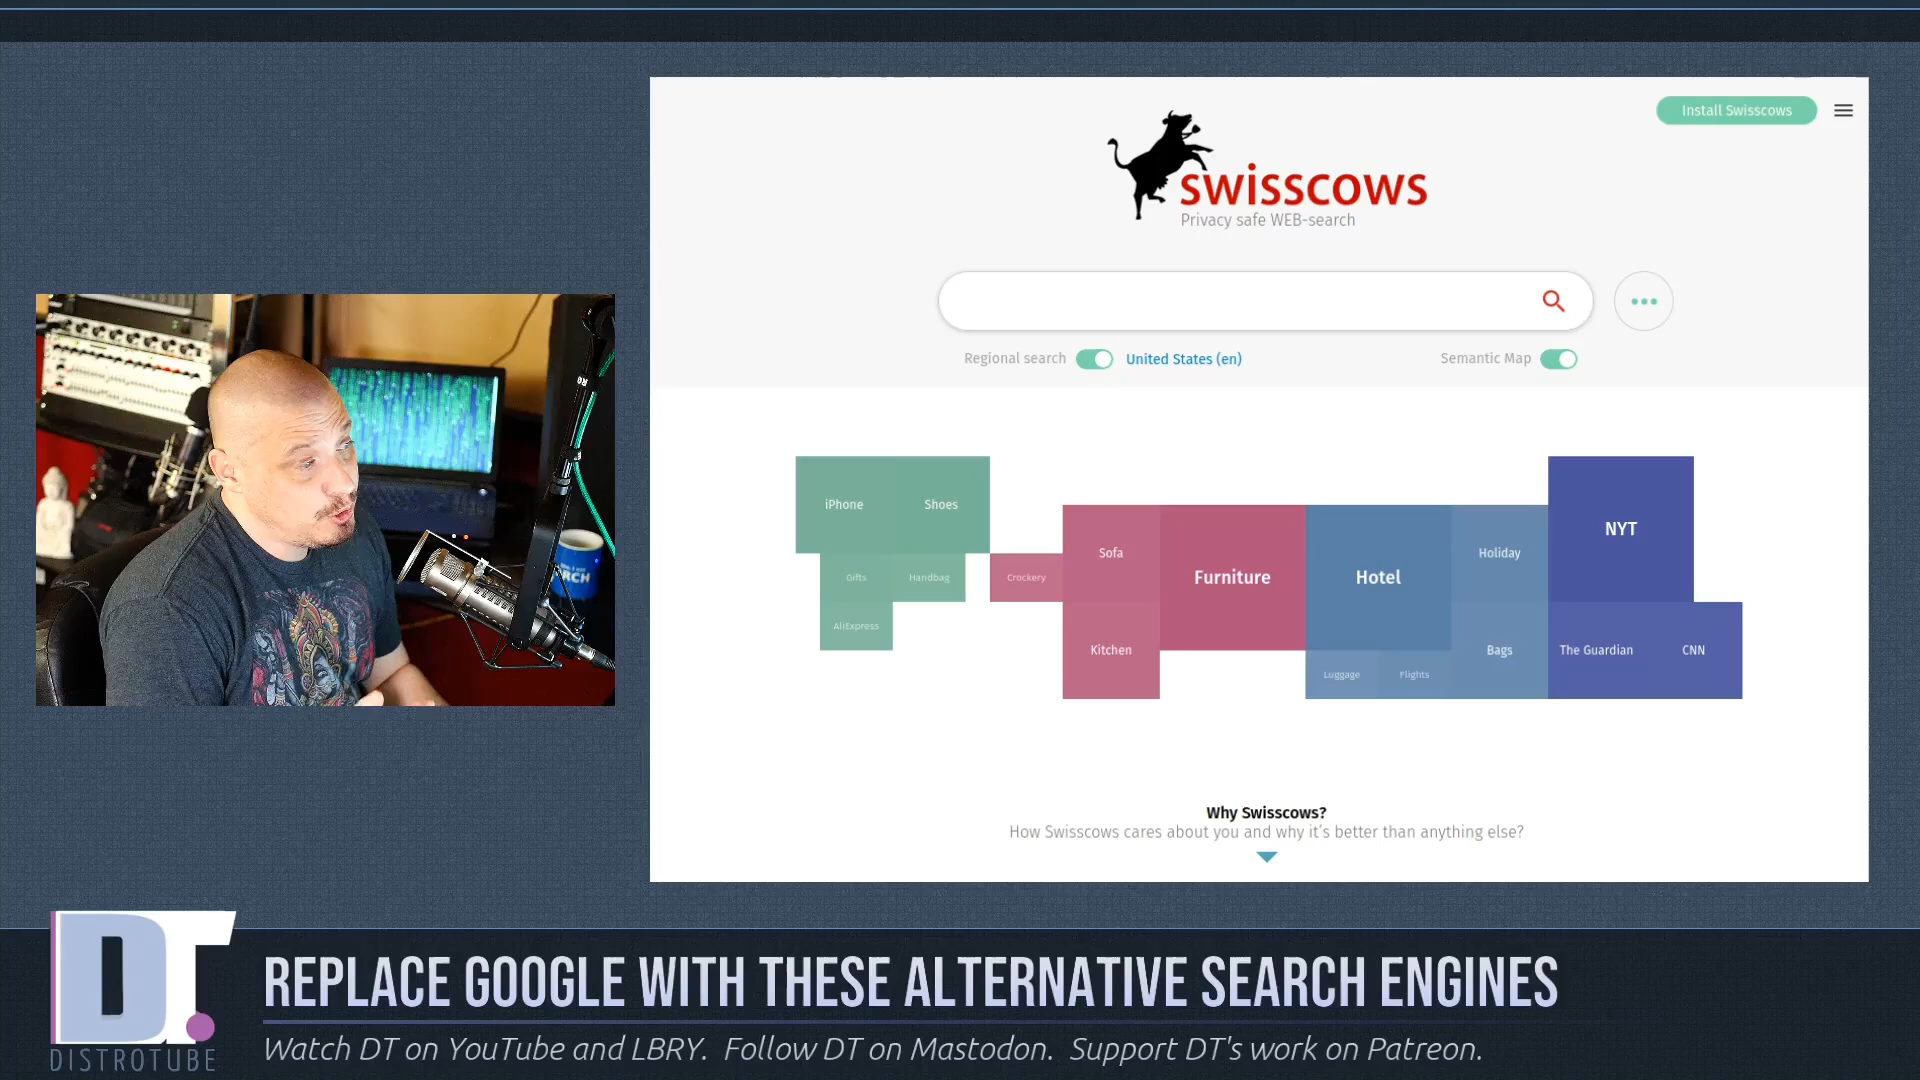 Install Swisscows
swisscows
Privacy safe WEB-search
Regional search United States (en) Semantic Map
iPhone Shoes
NYT
Sofa Holiday
Furniture Hotel
Gifts Handbag Crockery
AliExpress
Kitchen Bags The Guardian CNN
Luggage Flights
Why Swisscows?
How Swisscows cares about you and why it's better than anything else?
RCH
DT
DISTROTUBE
REPLACE GOOGLE WITH THESE ALTERNATIVE SEARCH ENGINES
Watch DT on YouTube and LBRY. Follow DT on Mastodon. Support DT's work on Patreon.